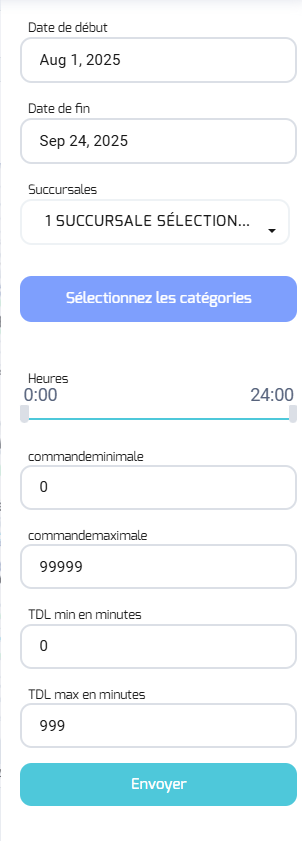 Date de début
Aug 1, 2025
Date de fin
Sep 24, 2025
Succursales
1 SUCCURSALE SÉLECTION...
Sélectionnez les catégories
Heures
0:00 24:00
commandeminimale
0
commandemaximale
99999
TDL min en minutes
0
TDL max en minutes
999
Envoyer